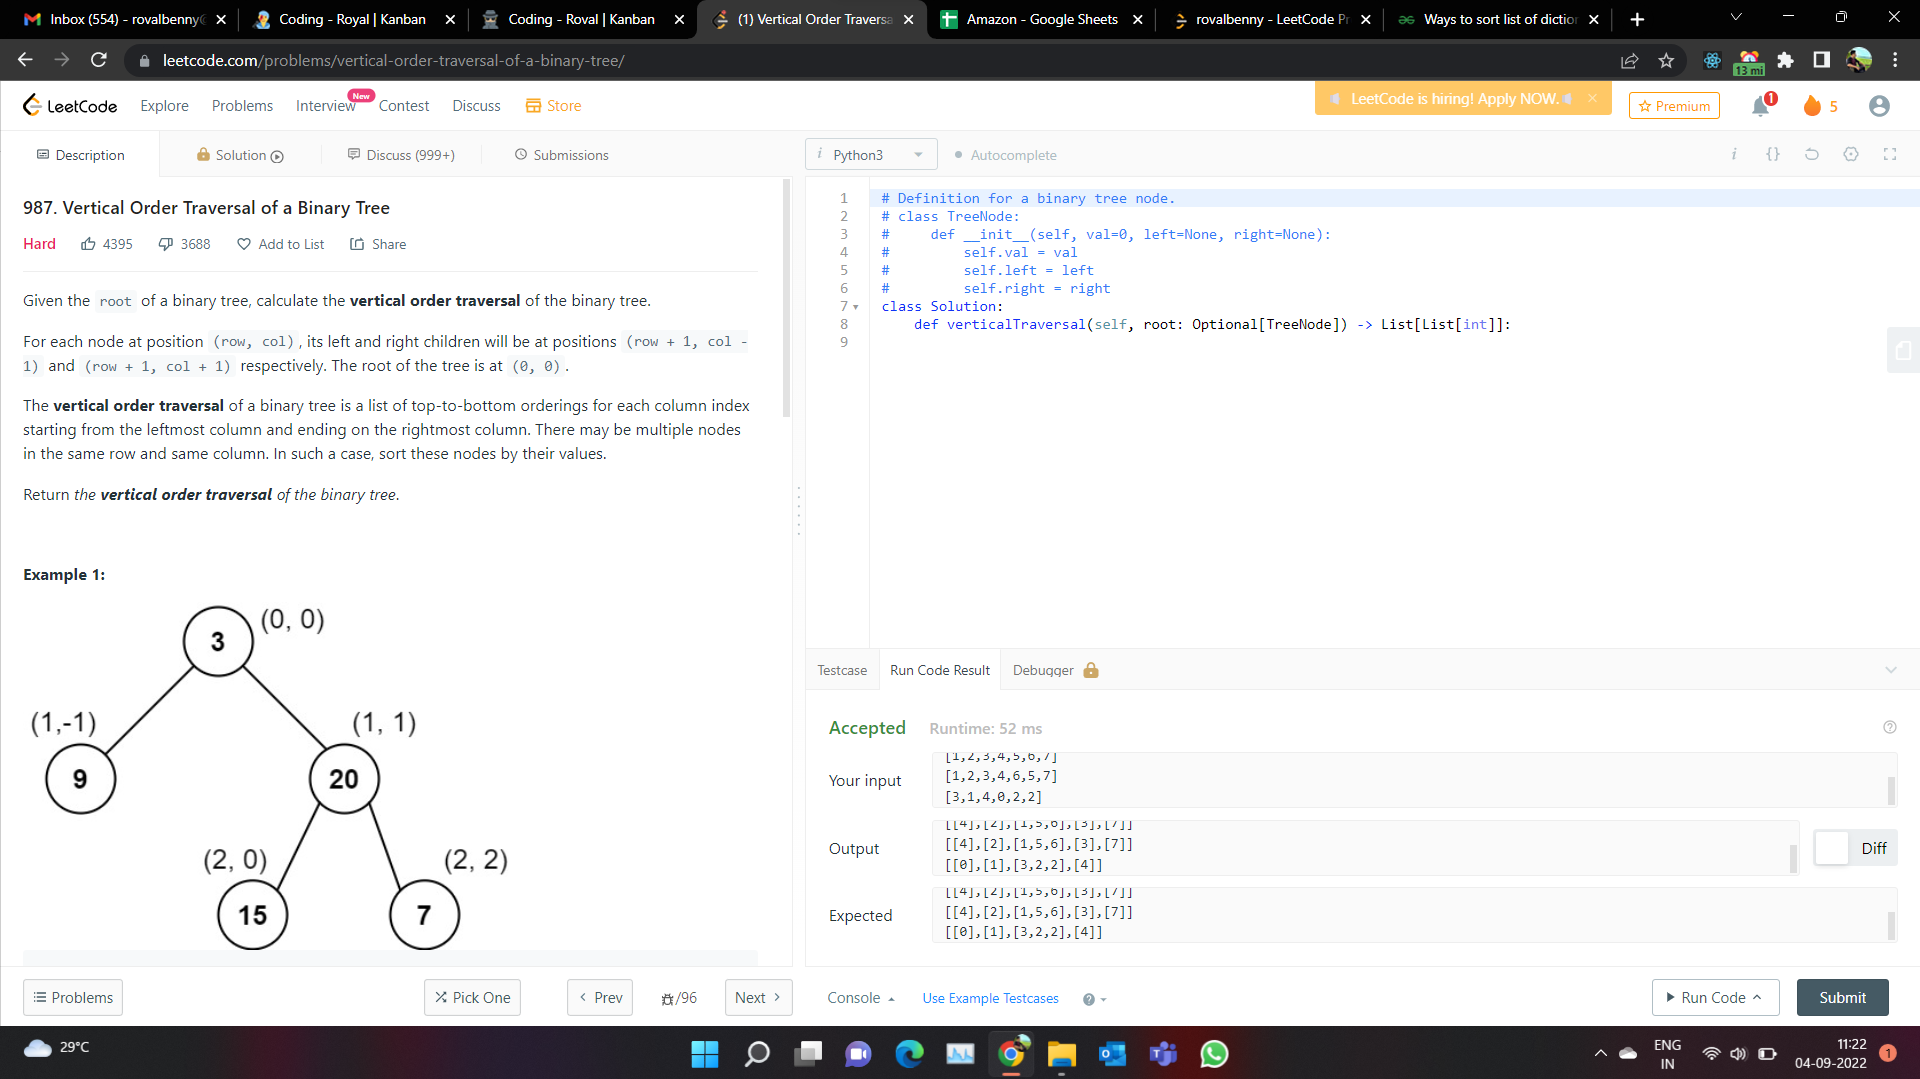 Inbox (554) - rovalbenny@
Coding - Royal | Kanban
Coding - Roval | Kanban
(1) Vertical Order Traversa
Amazon - Google Sheets
rovalbenny - LeetCode Pr
Ways to sort list of diction
leetcode.com/problems/vertical-order-traversal-of-a-binary-tree/
13 mi
LeetCode
Explore
Problems
Interview
New
Contest
Discuss
Store
LeetCode is hiring! Apply NOW.
Premium
1
5
Description
Solution
Discuss (999+)
Submissions
i Python3
Autocomplete
i {}
987. Vertical Order Traversal of a Binary Tree
Hard 4395 3688 Add to List Share
Given the root of a binary tree, calculate the vertical order traversal of the binary tree.
For each node at position (row, col), its left and right children will be at positions (row + 1, col -
1) and (row + 1, col + 1) respectively. The root of the tree is at (0, 0).
The vertical order traversal of a binary tree is a list of top-to-bottom orderings for each column index
starting from the leftmost column and ending on the rightmost column. There may be multiple nodes
in the same row and same column. In such a case, sort these nodes by their values.
Return the vertical order traversal of the binary tree.
Example 1:
3 (0, 0)
(1,-1) (1, 1)
9 20
(2, 0) (2, 2)
15 7
1 # Definition for a binary tree node.
2 # class TreeNode:
3 #     def __init__(self, val=0, left=None, right=None):
4 #         self.val = val
5 #         self.left = left
6 #         self.right = right
7 class Solution:
8     def verticalTraversal(self, root: Optional[TreeNode]) -> List[List[int]]:
9
Testcase
Run Code Result
Debugger
Accepted Runtime: 52 ms
Your input
[1,2,3,4,5,6,7]
[1,2,3,4,6,5,7]
[3,1,4,0,2,2]
Output
[[4],[2],[1,5,6],[3],[7]]
[[4],[2],[1,5,6],[3],[7]]
[[0],[1],[3,2,2],[4]]
Diff
Expected
[[4],[2],[1,5,6],[3],[7]]
[[4],[2],[1,5,6],[3],[7]]
[[0],[1],[3,2,2],[4]]
Problems
Pick One
Prev
/96
Next
Console
Use Example Testcases
Run Code
Submit
29°C
ENG
IN
11:22
04-09-2022
1